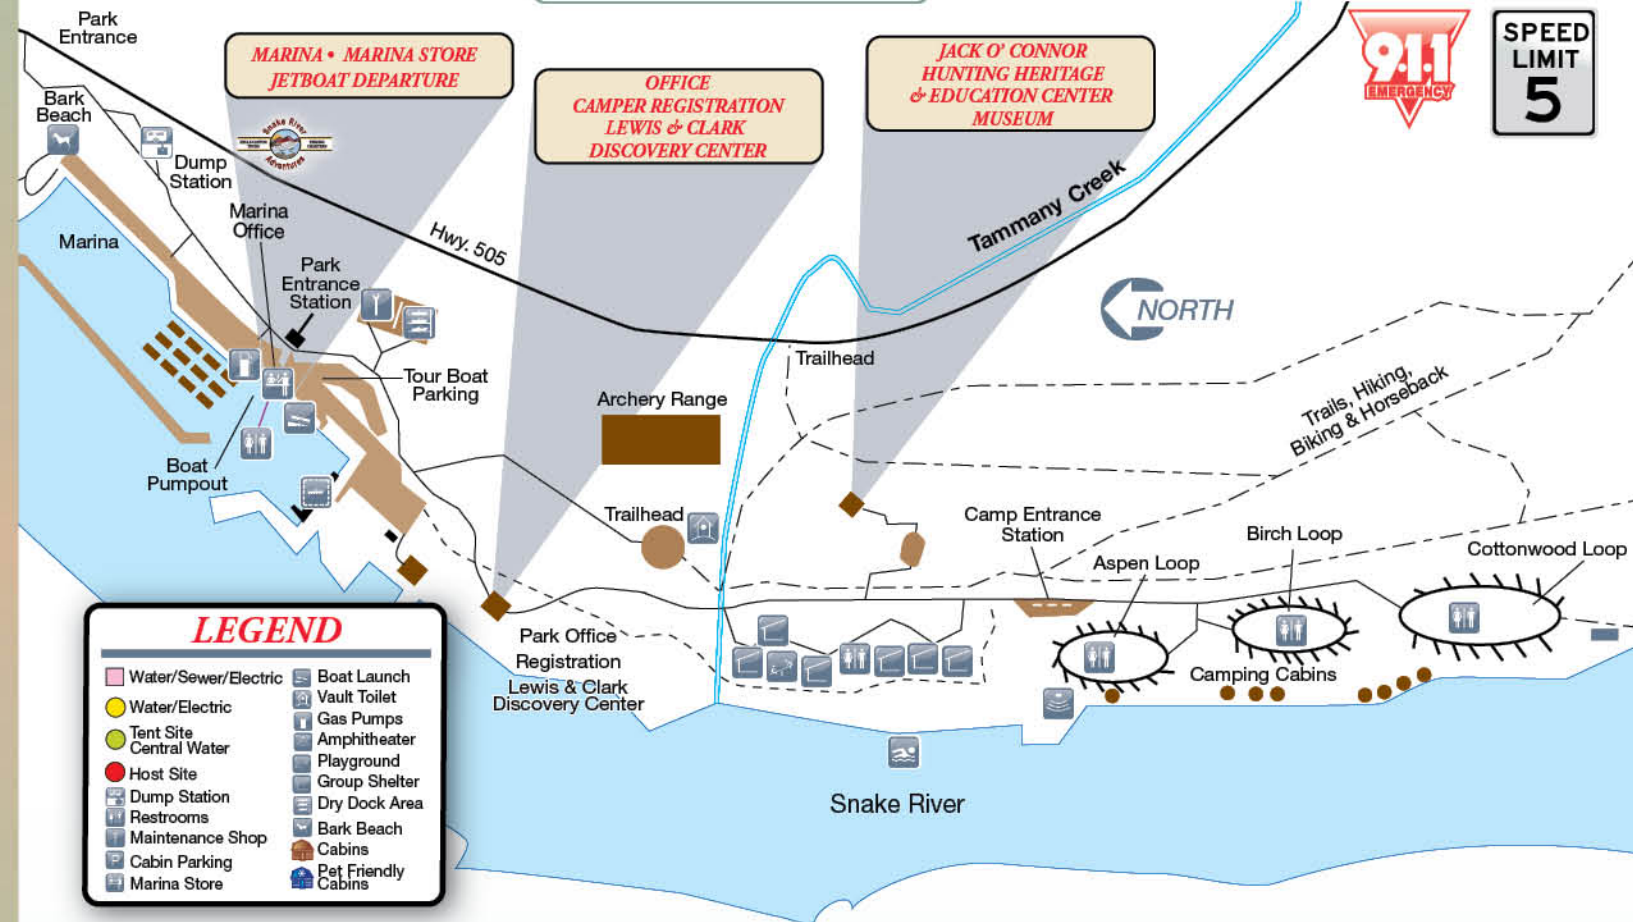 Park
Entrance
MARINA • MARINA STORE
JETBOAT DEPARTURE
OFFICE
CAMPER REGISTRATION
LEWIS & CLARK
DISCOVERY CENTER
JACK O' CONNOR
HUNTING HERITAGE
& EDUCATION CENTER
MUSEUM
9·1·1
EMERGENCY
SPEED
LIMIT
5
Bark
Beach
Dump
Station
Snake River
Adventures
Marina
Office
Marina
Park
Entrance
Station
Hwy. 505
Tammany Creek
NORTH
Trailhead
Tour Boat
Parking
Archery Range
Trails, Hiking,
Biking & Horseback
Boat
Pumpout
Trailhead
Camp Entrance
Station
Aspen Loop
Birch Loop
Cottonwood Loop
Park Office
Registration
Lewis & Clark
Discovery Center
Camping Cabins
Snake River
LEGEND
Water/Sewer/Electric
Water/Electric
Tent Site
Central Water
Host Site
Dump Station
Restrooms
Maintenance Shop
P
Cabin Parking
Marina Store
Boat Launch
Vault Toilet
Gas Pumps
Amphitheater
Playground
Group Shelter
Dry Dock Area
Bark Beach
Cabins
Pet Friendly
Cabins